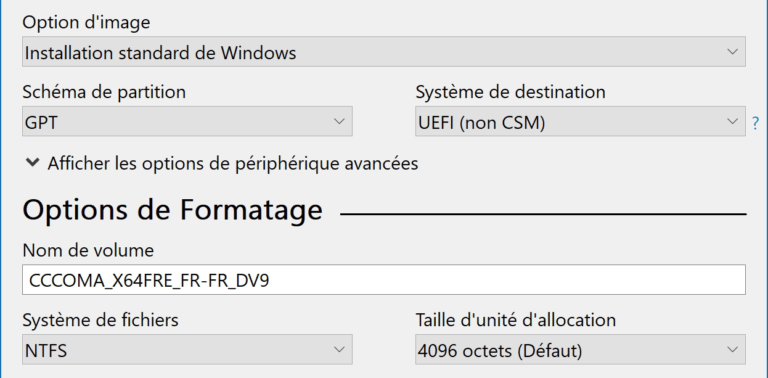 Option d'image
Installation standard de Windows
Schéma de partition
Système de destination
GPT
UEFI (non CSM)
?
Afficher les options de périphérique avancées
Options de Formatage
Nom de volume
CCCOMA_X64FRE_FR-FR_DV9
Système de fichiers
Taille d'unité d'allocation
NTFS
4096 octets (Défaut)